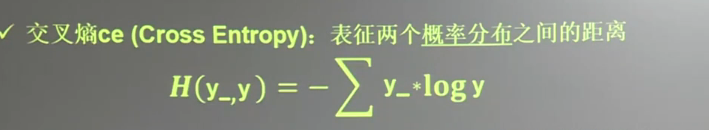 ✓ 交叉熵ce (Cross Entropy)：表征两个概率分布之间的距离
H(y_,y) = − ∑ y_*log y